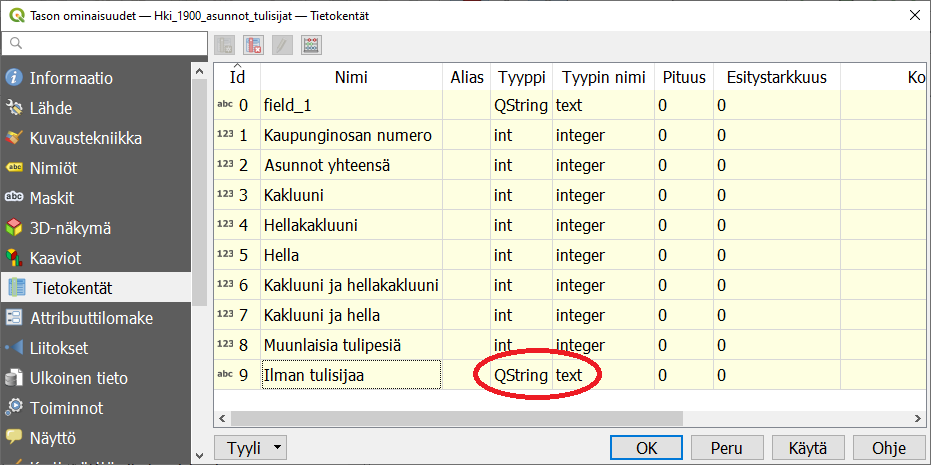 Tason ominaisuudet — Hki_1900_asunnot_tulisijat — Tietokentät
Informaatio
Lähde
Kuvaustekniikka
abc Nimiöt
abc Maskit
3D-näkymä
Kaaviot
Tietokentät
Attribuuttilomake
Liitokset
Ulkoinen tieto
Toiminnot
Näyttö
Id Nimi Alias Tyyppi Tyypin nimi Pituus Esitystarkkuus Ko
abc 0 field_1 QString text 0 0
123 1 Kaupunginosan numero int integer 0 0
123 2 Asunnot yhteensä int integer 0 0
123 3 Kakluuni int integer 0 0
123 4 Hellakakluuni int integer 0 0
123 5 Hella int integer 0 0
123 6 Kakluuni ja hellakakluuni int integer 0 0
123 7 Kakluuni ja hella int integer 0 0
123 8 Muunlaisia tulipesiä int integer 0 0
abc 9 Ilman tulisijaa QString text 0 0
Tyyli OK Peru Käytä Ohje